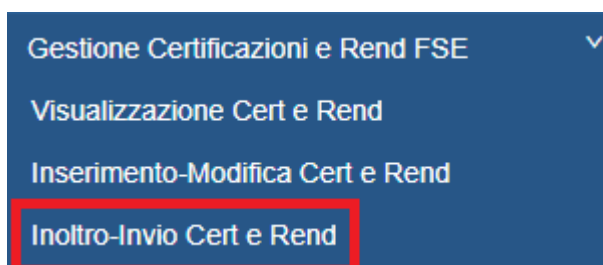 Gestione Certificazioni e Rend FSE
Visualizzazione Cert e Rend
Inserimento-Modifica Cert e Rend
Inoltro-Invio Cert e Rend